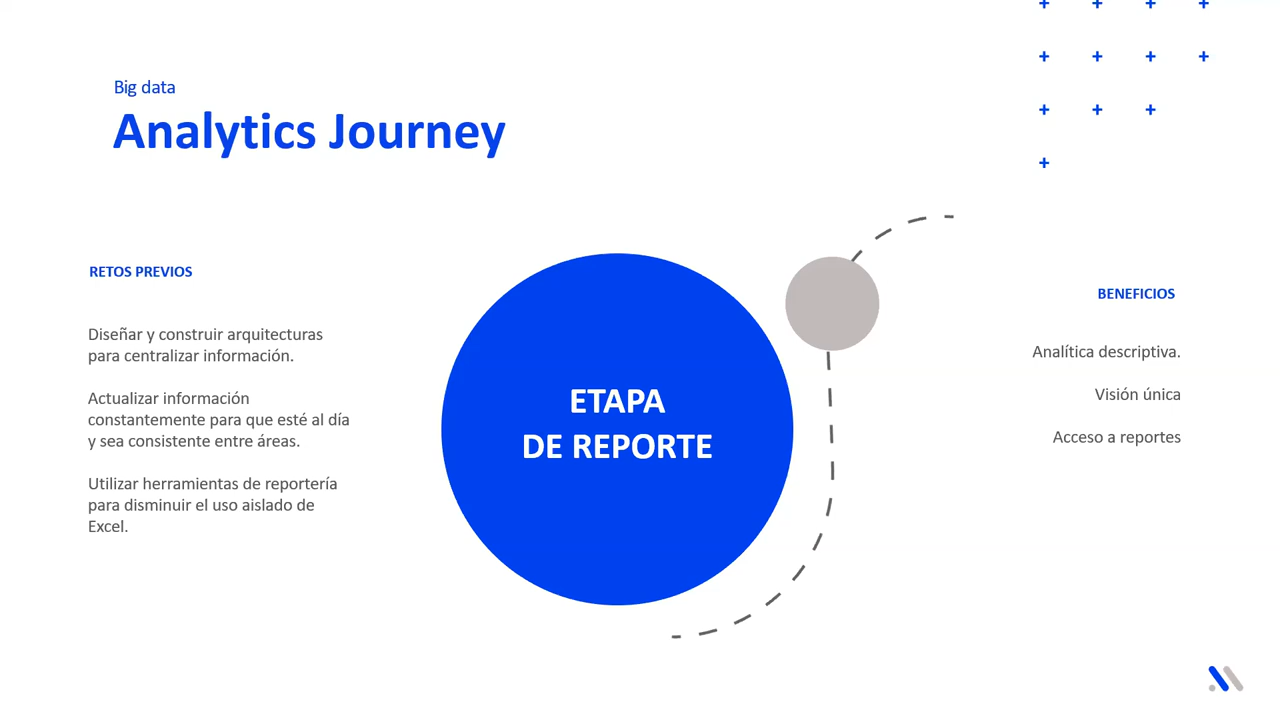 Big data
Analytics Journey
RETOS PREVIOS
Diseñar y construir arquitecturas
para centralizar información.
Actualizar información
constantemente para que esté al día
y sea consistente entre áreas.
Utilizar herramientas de reportería
para disminuir el uso aislado de
Excel.
ETAPA
DE REPORTE
BENEFICIOS
Analítica descriptiva.
Visión única
Acceso a reportes